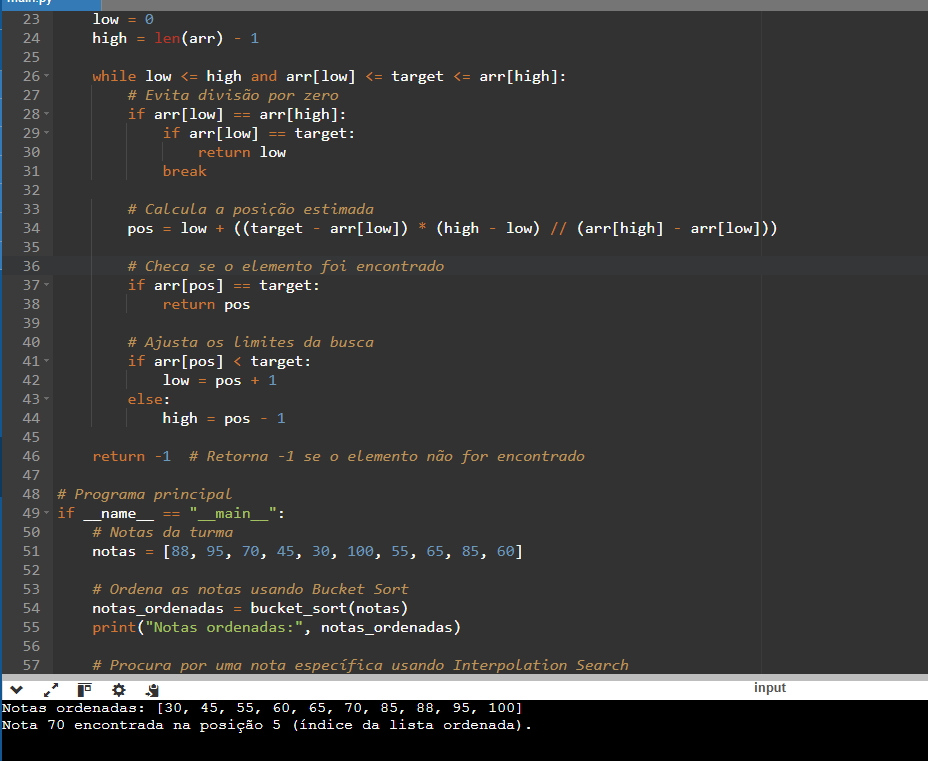 main.py
23 low = 0
24 high = len(arr) - 1
25
26 while low <= high and arr[low] <= target <= arr[high]:
27 # Evita divisão por zero
28 if arr[low] == arr[high]:
29 if arr[low] == target:
30 return low
31 break
32
33 # Calcula a posição estimada
34 pos = low + ((target - arr[low]) * (high - low) // (arr[high] - arr[low]))
35
36 # Checa se o elemento foi encontrado
37 if arr[pos] == target:
38 return pos
39
40 # Ajusta os limites da busca
41 if arr[pos] < target:
42 low = pos + 1
43 else:
44 high = pos - 1
45
46 return -1  # Retorna -1 se o elemento não for encontrado
47
48 # Programa principal
49 if __name__ == "__main__":
50 # Notas da turma
51 notas = [88, 95, 70, 45, 30, 100, 55, 65, 85, 60]
52
53 # Ordena as notas usando Bucket Sort
54 notas_ordenadas = bucket_sort(notas)
55 print("Notas ordenadas:", notas_ordenadas)
56
57 # Procura por uma nota específica usando Interpolation Search
input
Notas ordenadas: [30, 45, 55, 60, 65, 70, 85, 88, 95, 100]
Nota 70 encontrada na posição 5 (índice da lista ordenada).